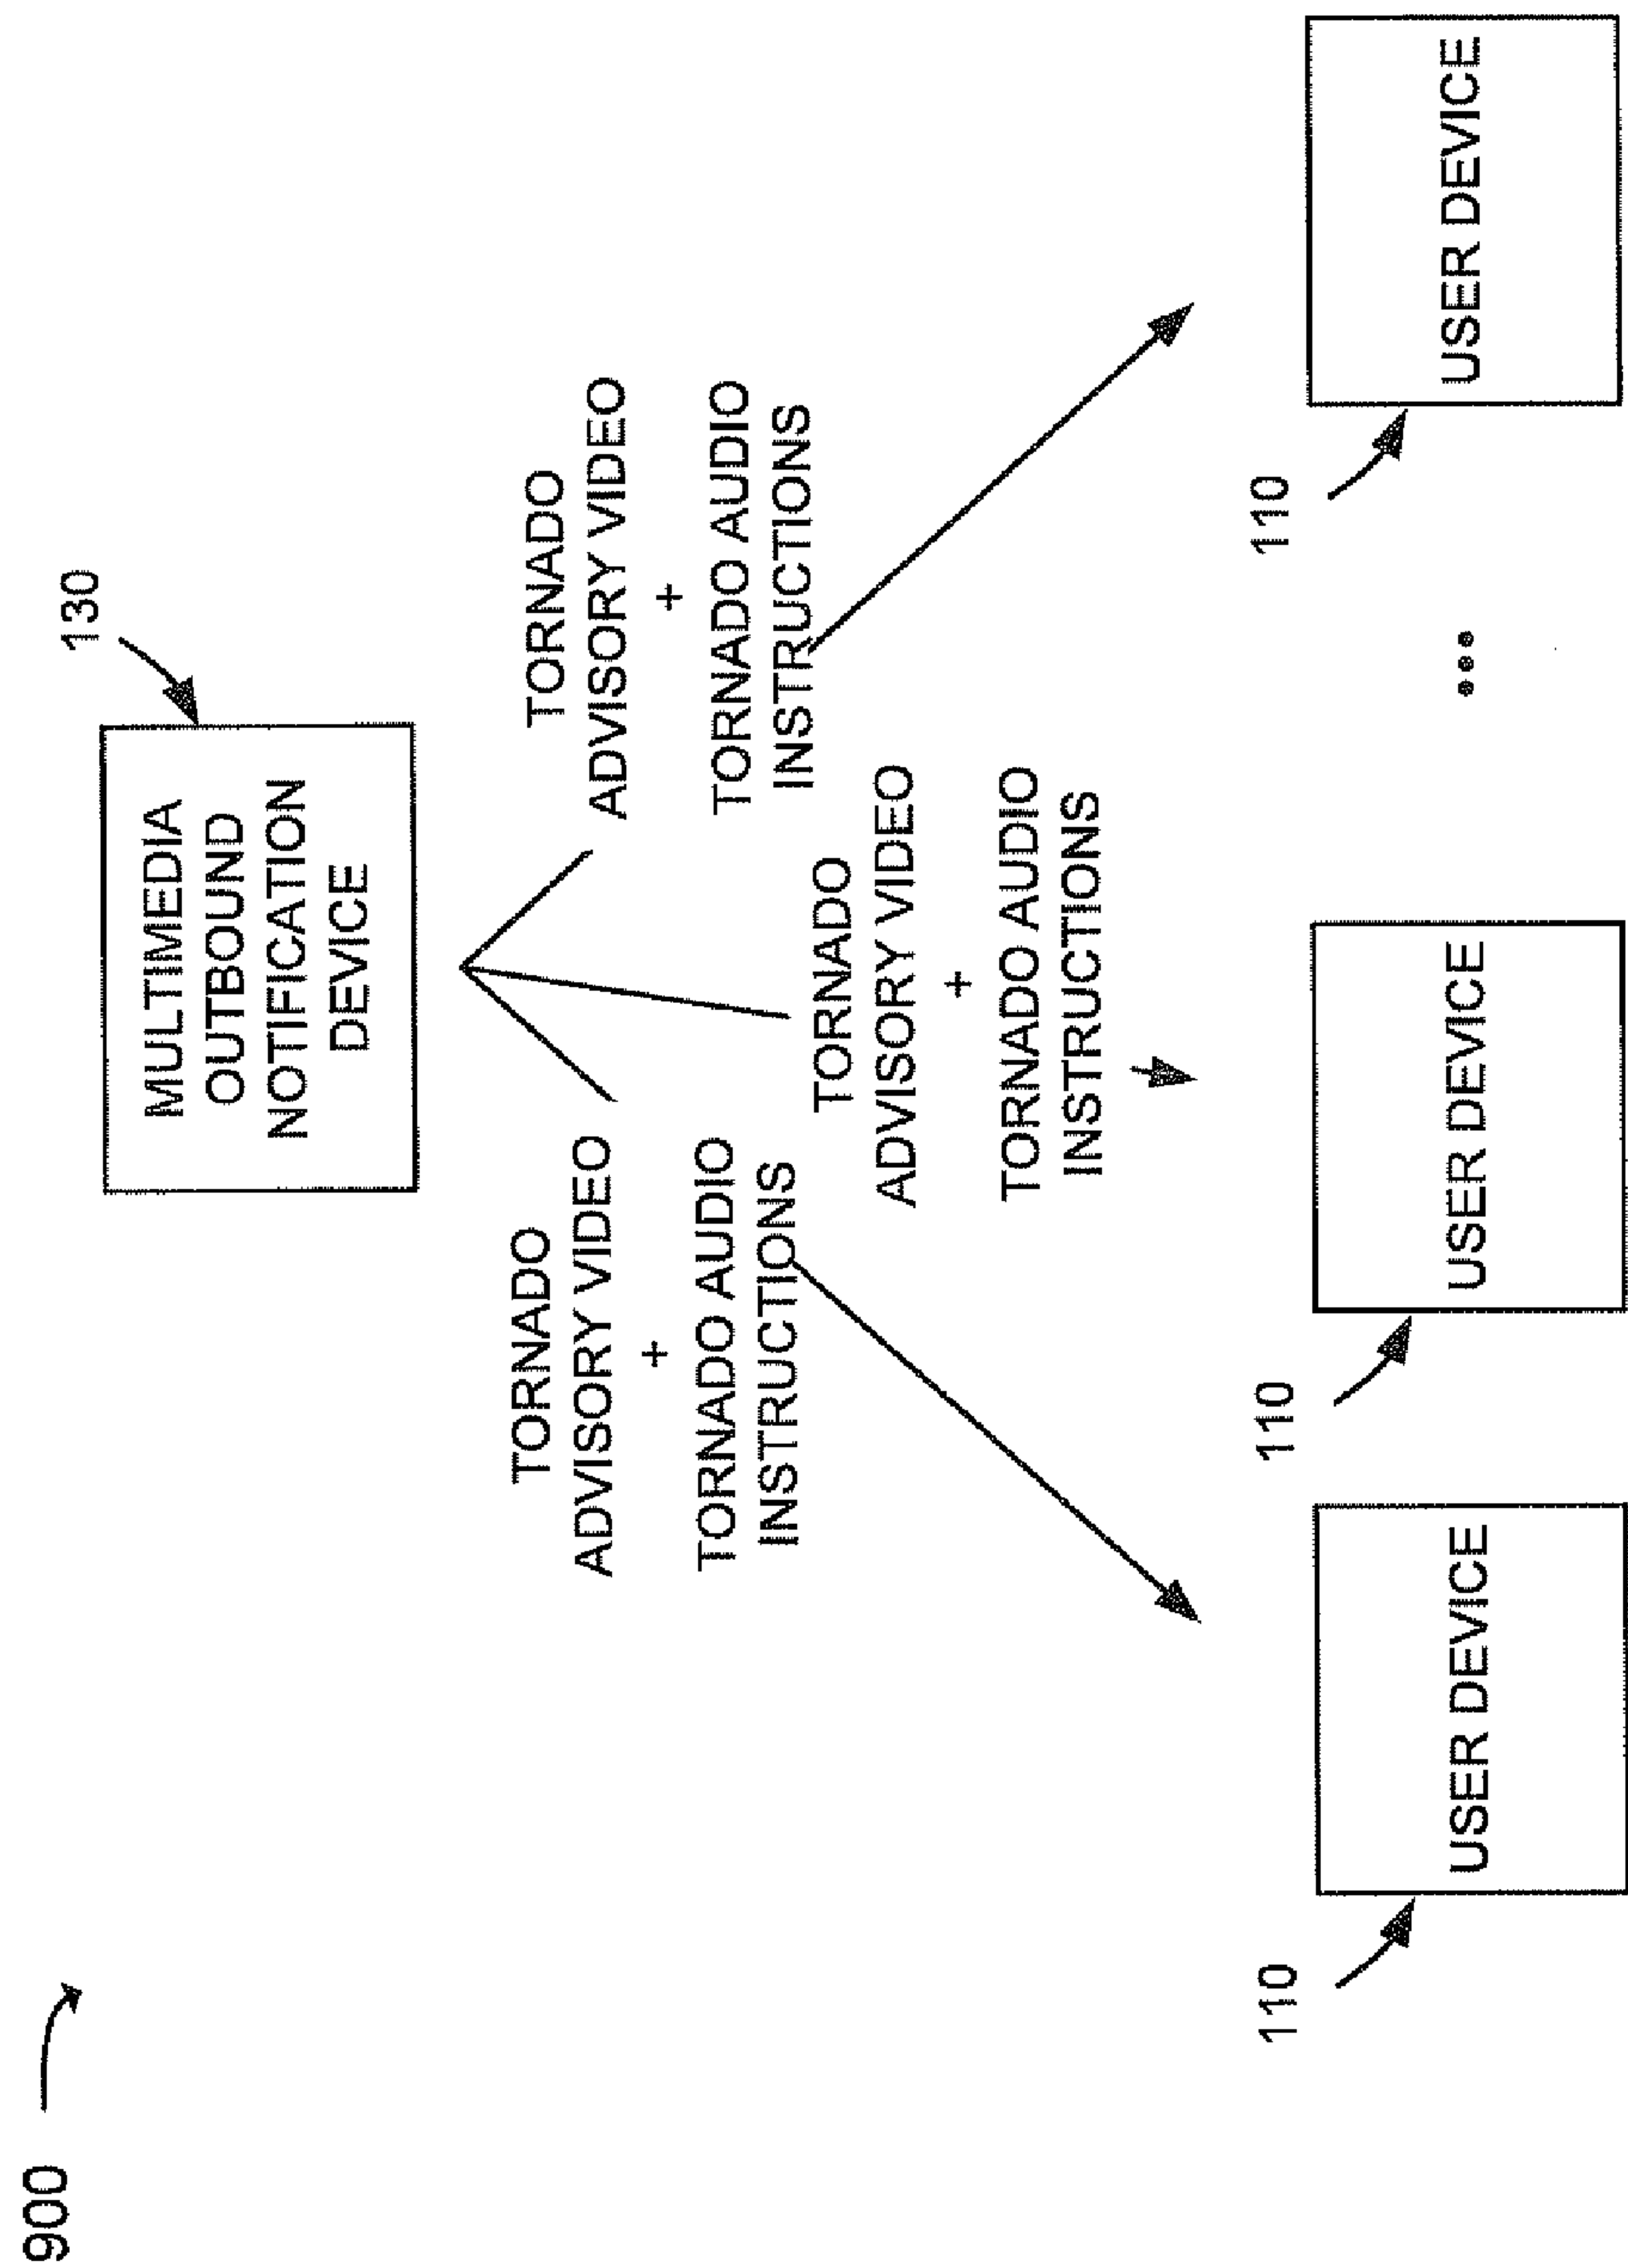 900
130
MULTIMEDIA
OUTBOUND
NOTIFICATION
DEVICE
TORNADO
ADVISORY VIDEO
+
TORNADO AUDIO
INSTRUCTIONS
TORNADO
ADVISORY VIDEO
+
TORNADO AUDIO
INSTRUCTIONS
TORNADO
ADVISORY VIDEO
+
TORNADO AUDIO
INSTRUCTIONS
110
USER DEVICE
110
USER DEVICE
...
110
USER DEVICE